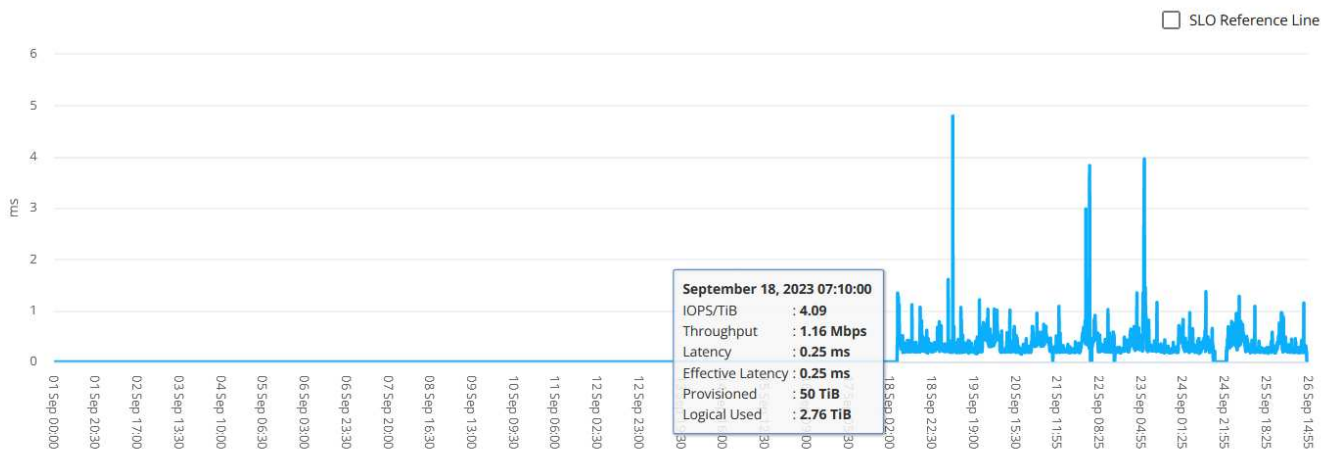 SLO Reference Line
6
5
4
3
2
1
0
ms
September 18, 2023 07:10:00
IOPS/TiB : 4.09
Throughput : 1.16 Mbps
Latency : 0.25 ms
Effective Latency : 0.25 ms
Provisioned : 50 TiB
Logical Used : 2.76 TiB
01 Sep 00:00
01 Sep 20:30
02 Sep 17:00
03 Sep 13:30
04 Sep 10:00
05 Sep 06:30
06 Sep 03:00
06 Sep 23:30
07 Sep 20:00
08 Sep 16:30
09 Sep 13:00
10 Sep 09:30
11 Sep 06:00
12 Sep 02:30
12 Sep 23:00
18 Sep 02:00
18 Sep 22:30
19 Sep 19:00
20 Sep 15:30
21 Sep 11:55
22 Sep 08:25
23 Sep 04:55
24 Sep 01:25
24 Sep 21:55
25 Sep 18:25
26 Sep 14:55